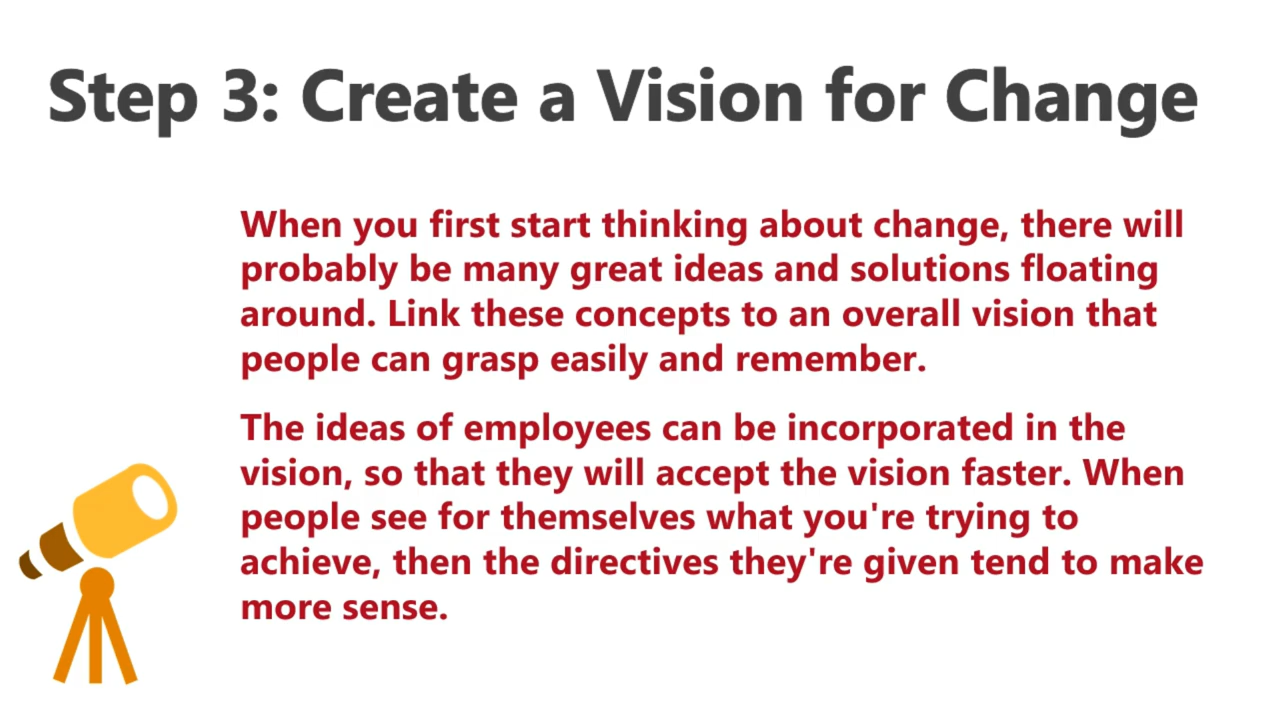 Step 3: Create a Vision for Change
When you first start thinking about change, there will
probably be many great ideas and solutions floating
around. Link these concepts to an overall vision that
people can grasp easily and remember.
The ideas of employees can be incorporated in the
vision, so that they will accept the vision faster. When
people see for themselves what you're trying to
achieve, then the directives they're given tend to make
more sense.